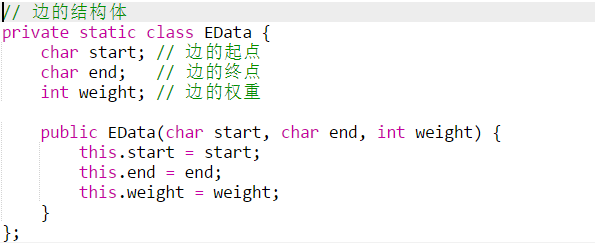 // 边的结构体
private static class EData {
    char start; // 边的起点
    char end;   // 边的终点
    int weight; // 边的权重

    public EData(char start, char end, int weight) {
        this.start = start;
        this.end = end;
        this.weight = weight;
    }
};